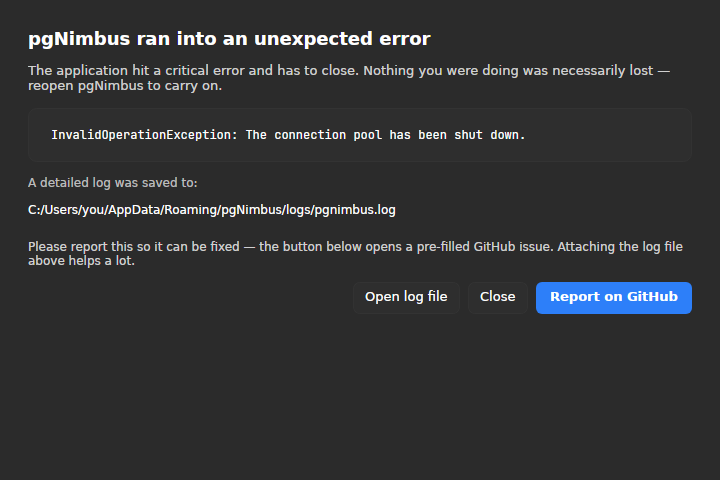 pgNimbus ran into an unexpected error
The application hit a critical error and has to close. Nothing you were doing was necessarily lost —
reopen pgNimbus to carry on.
InvalidOperationException: The connection pool has been shut down.
A detailed log was saved to:
C:/Users/you/AppData/Roaming/pgNimbus/logs/pgnimbus.log
Please report this so it can be fixed — the button below opens a pre-filled GitHub issue. Attaching the log file
above helps a lot.
Open log file Close Report on GitHub